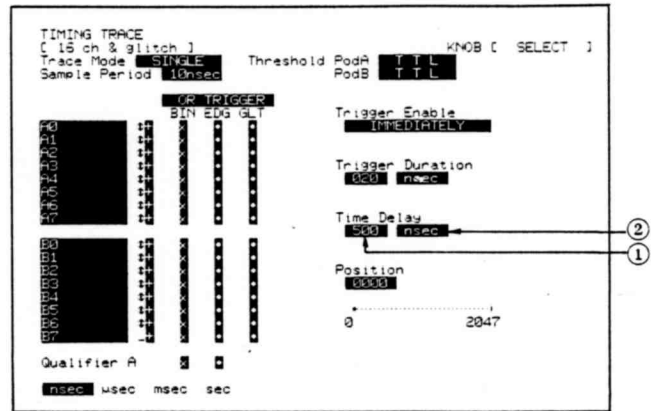 TIMING TRACE
[ 16 ch & glitch ] KNOB [ SELECT ]
Trace Mode SINGLE Threshold PodA T T L
Sample Period 10nsec PodB T T L
OR TRIGGER
BIN EDG GLT
Trigger Enable
IMMEDIATELY
A0
A1
A2
A3
A4
A5
A6
A7
Trigger Duration
020 nsec
Time Delay
500 nsec
2
1
B0
B1
B2
B3
B4
B5
B6
B7
Position
0000
0 2047
Qualifier A
nsec µsec msec sec